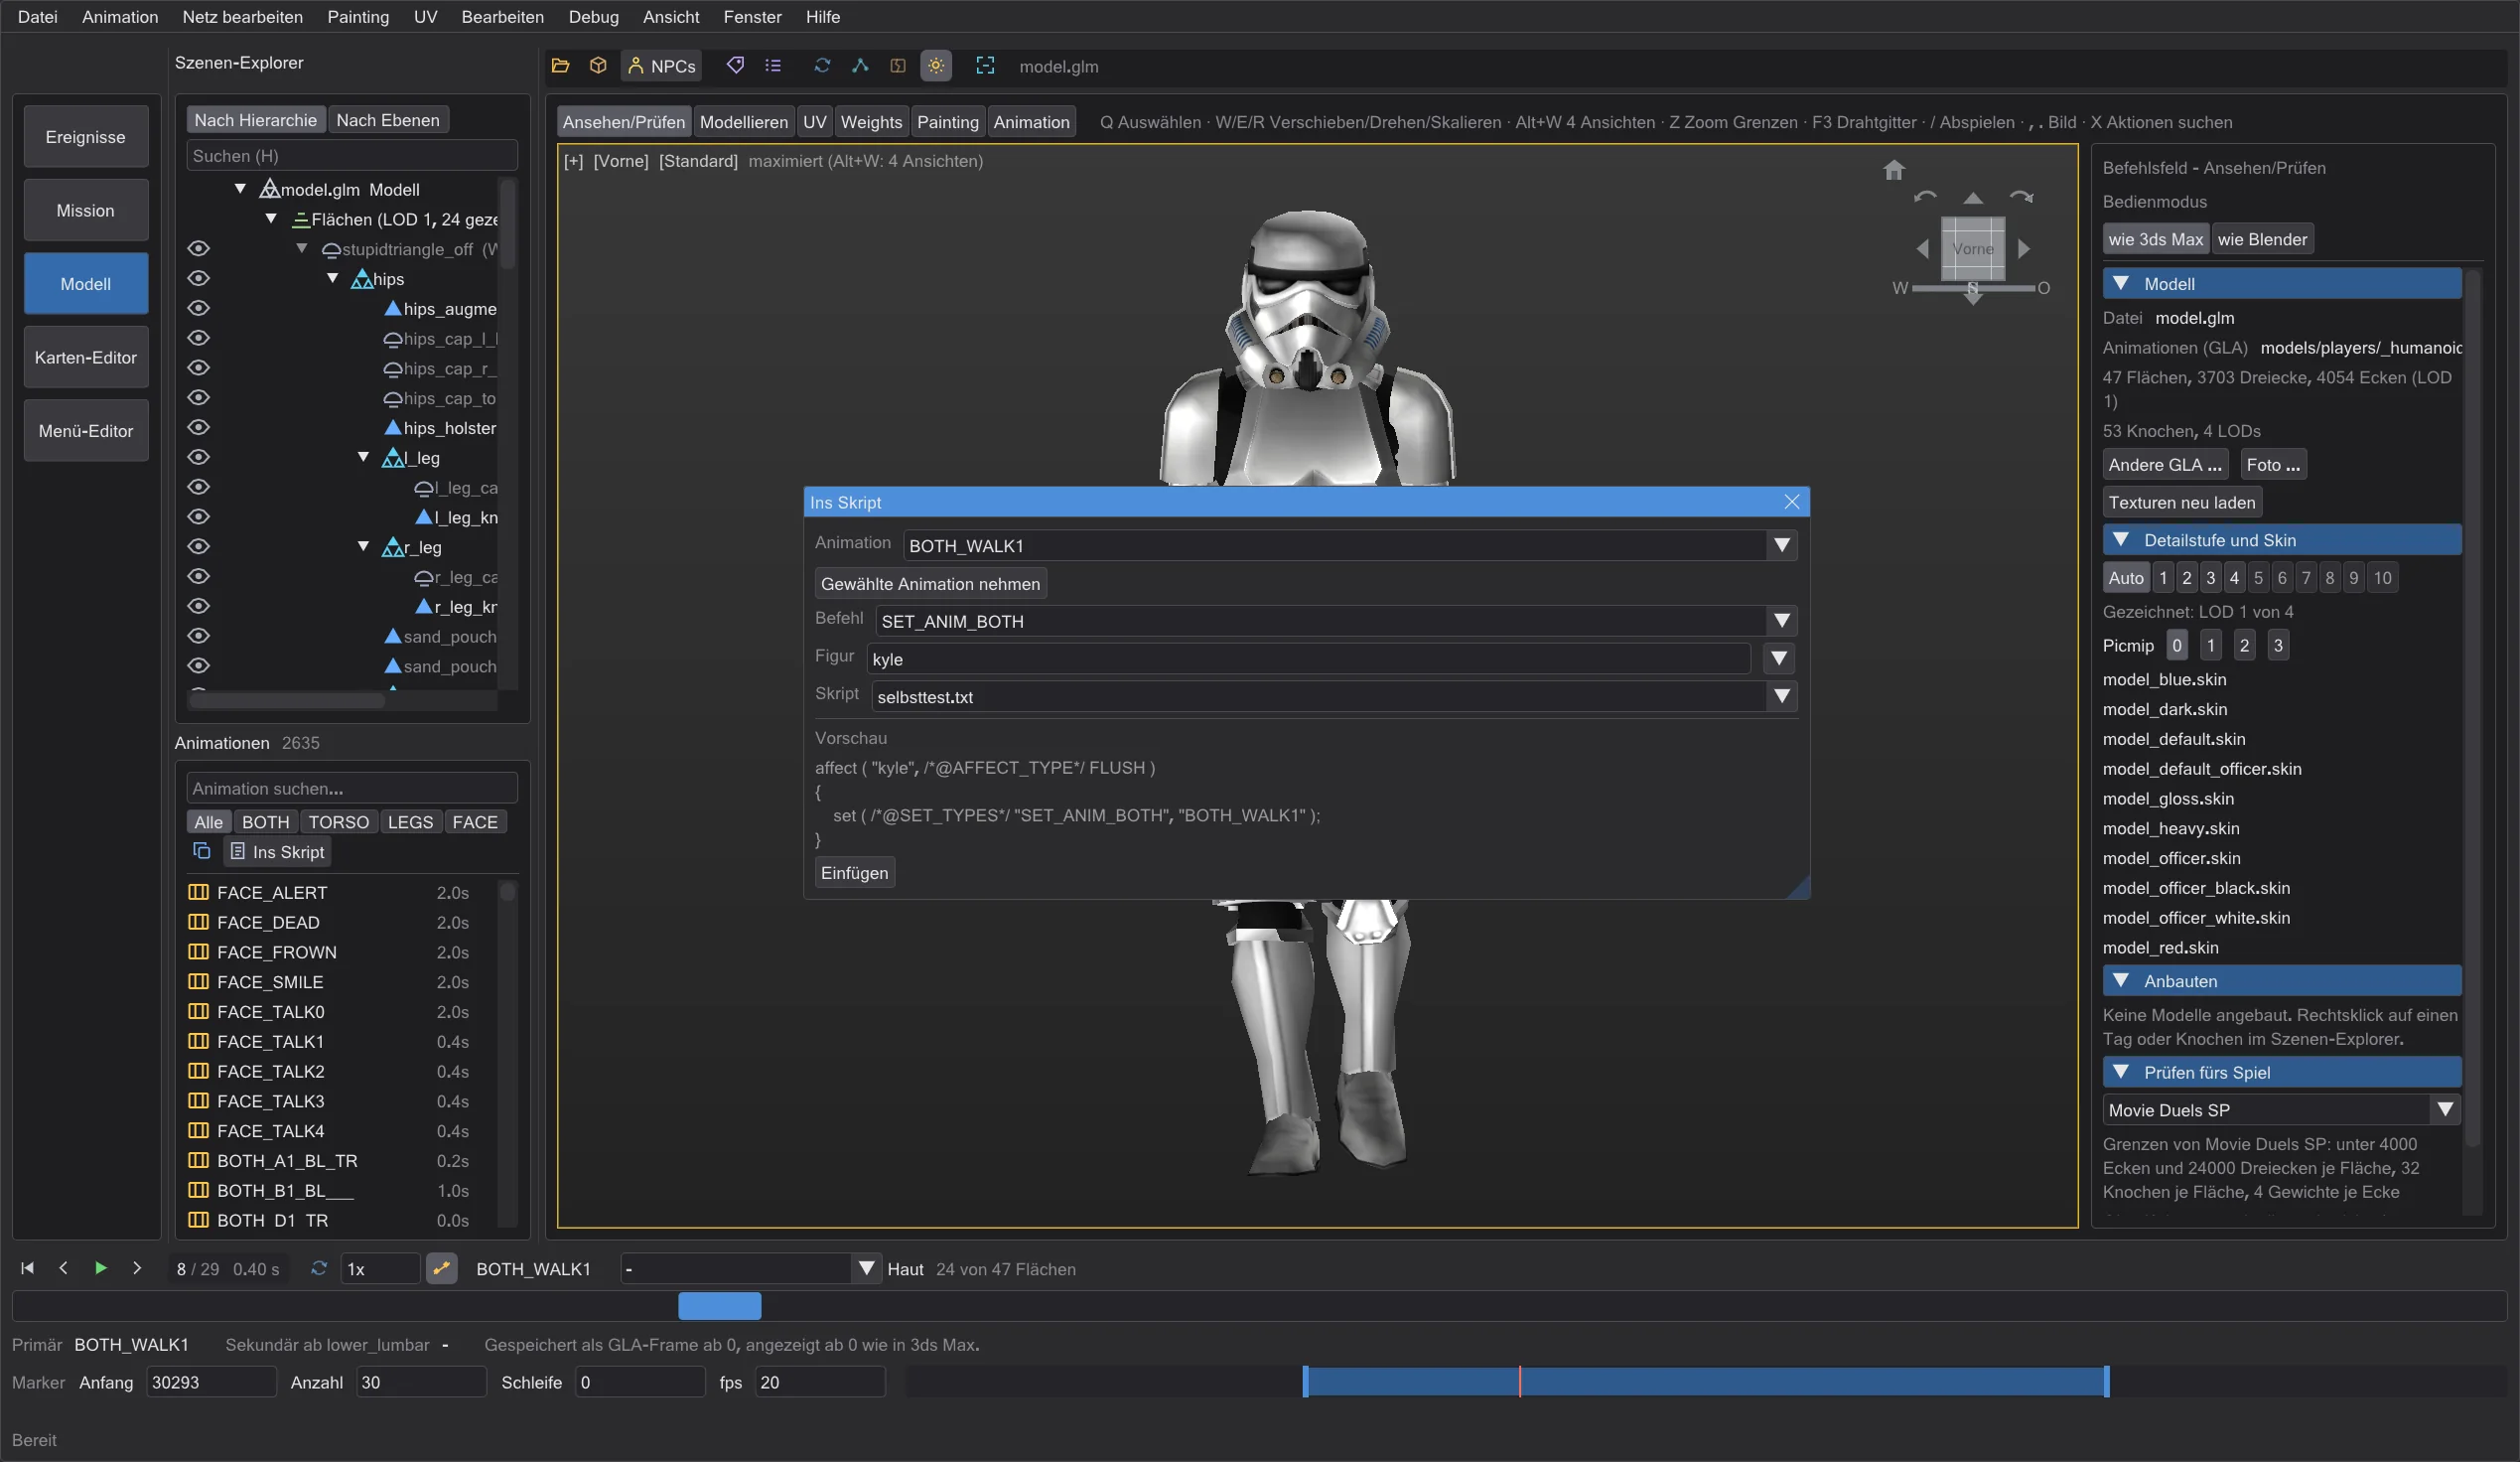 Datei Animation Netz bearbeiten Painting UV Bearbeiten Debug Ansicht Fenster Hilfe
Szenen-Explorer
NPCs model.glm
Ereignisse
Mission
Modell
Karten-Editor
Menü-Editor
Nach Hierarchie Nach Ebenen
Suchen (H)
model.glm Modell
Flächen (LOD 1, 24 geze
stupidtriangle_off
hips
hips_augme
hips_cap_l_
hips_cap_r_
hips_cap_to
hips_holster
l_leg
l_leg_ca
l_leg_kn
r_leg
r_leg_ca
r_leg_kn
sand_pouch
sand_pouch
Animationen 2635
Animation suchen...
Alle BOTH TORSO LEGS FACE
Ins Skript
FACE_ALERT 2.0s
FACE_DEAD 2.0s
FACE_FROWN 2.0s
FACE_SMILE 2.0s
FACE_TALK0 2.0s
FACE_TALK1 0.4s
FACE_TALK2 0.4s
FACE_TALK3 0.4s
FACE_TALK4 0.4s
BOTH_A1_BL_TR 0.2s
BOTH_B1_BL___ 1.0s
BOTH_D1_TR 0.0s
Ansehen/Prüfen Modellieren UV Weights Painting Animation Q Auswählen · W/E/R Verschieben/Drehen/Skalieren · Alt+W 4 Ansichten · Z Zoom Grenzen · F3 Drahtgitter · / Abspielen · , . Bild · X Aktionen suchen
[+] [Vorne] [Standard] maximiert (Alt+W: 4 Ansichten)
Vorne
W S O
Ins Skript
Animation BOTH_WALK1
Gewählte Animation nehmen
Befehl SET_ANIM_BOTH
Figur kyle
Skript selbsttest.txt
Vorschau
affect ( "kyle", /*@AFFECT_TYPE*/ FLUSH )
{
set ( /*@SET_TYPES*/ "SET_ANIM_BOTH", "BOTH_WALK1" );
}
Einfügen
Befehlsfeld - Ansehen/Prüfen
Bedienmodus
wie 3ds Max wie Blender
Modell
Datei model.glm
Animationen (GLA) models/players/_humanoid
47 Flächen, 3703 Dreiecke, 4054 Ecken (LOD
1)
53 Knochen, 4 LODs
Andere GLA ... Foto ...
Texturen neu laden
Detailstufe und Skin
Auto 1 2 3 4 5 6 7 8 9 10
Gezeichnet: LOD 1 von 4
Picmip 0 1 2 3
model_blue.skin
model_dark.skin
model_default.skin
model_default_officer.skin
model_gloss.skin
model_heavy.skin
model_officer.skin
model_officer_black.skin
model_officer_white.skin
model_red.skin
Anbauten
Keine Modelle angebaut. Rechtsklick auf einen
Tag oder Knochen im Szenen-Explorer.
Prüfen fürs Spiel
Movie Duels SP
Grenzen von Movie Duels SP: unter 4000
Ecken und 24000 Dreiecken je Fläche, 32
Knochen je Fläche, 4 Gewichte je Ecke
8 / 29 0.40 s 1x BOTH_WALK1 - Haut 24 von 47 Flächen
Primär BOTH_WALK1 Sekundär ab lower_lumbar - Gespeichert als GLA-Frame ab 0, angezeigt ab 0 wie in 3ds Max.
Marker Anfang 30293 Anzahl 30 Schleife 0 fps 20
Bereit